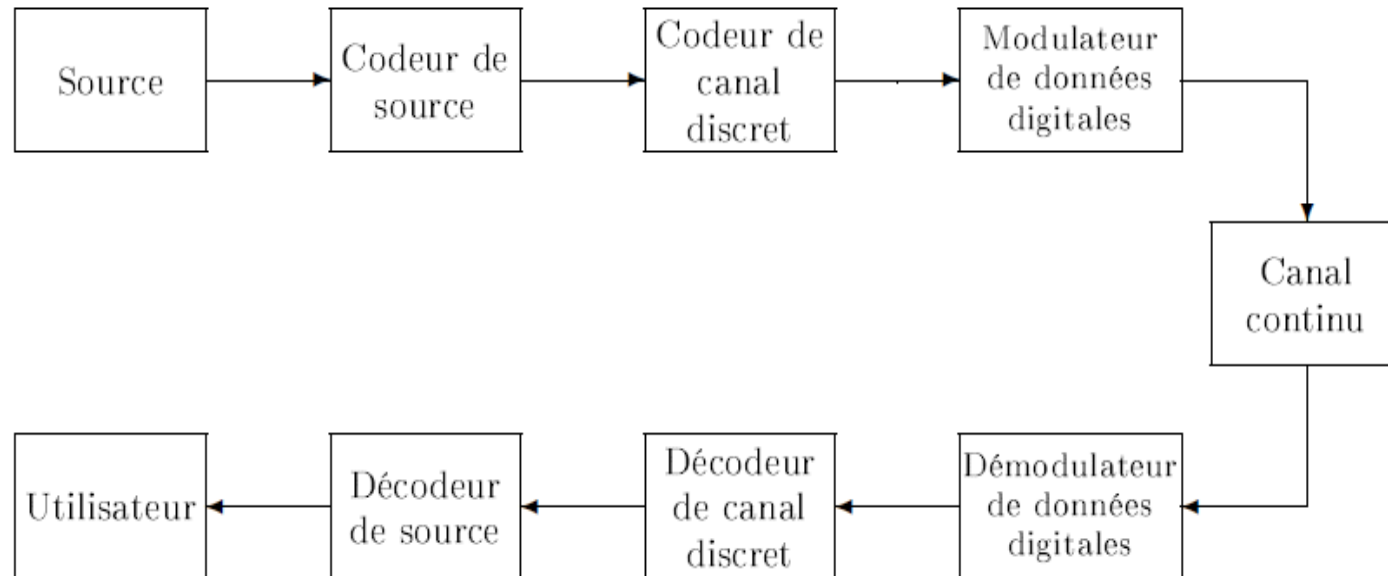 Source
Codeur de
source
Codeur de
canal
discret
Modulateur
de données
digitales
Canal
continu
Démodulateur
de données
digitales
Décodeur
de canal
discret
Décodeur
de source
Utilisateur